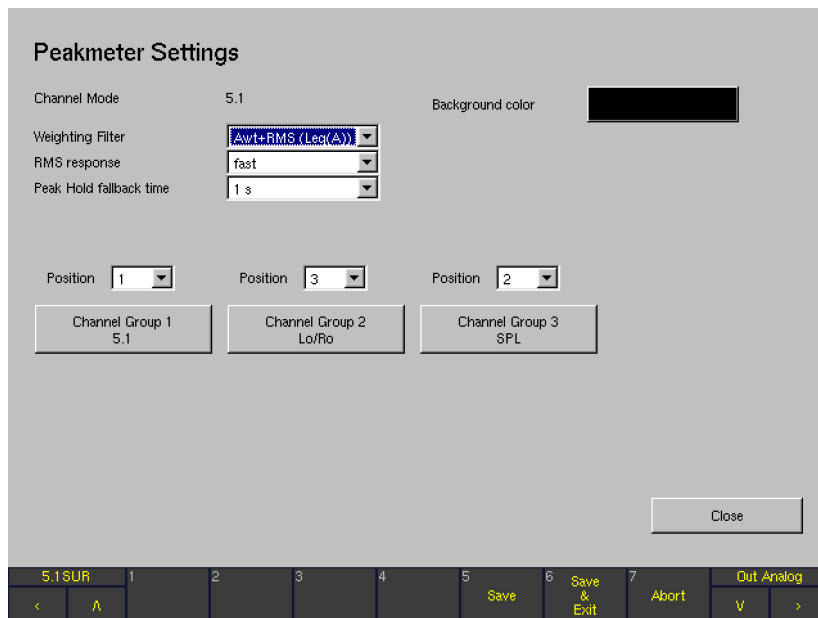 Peakmeter Settings
Channel Mode 5.1
Background color
Weighting Filter Awt+RMS (Leq(A))
RMS response fast
Peak Hold fallback time 1 s
Position 1 Position 3 Position 2
Channel Group 1
5.1
Channel Group 2
Lo/Ro
Channel Group 3
SPL
Close
5.1SUR
< Λ
1
2
3
4
5
Save
6
Save
&
Exit
7
Abort
Out Analog
V >